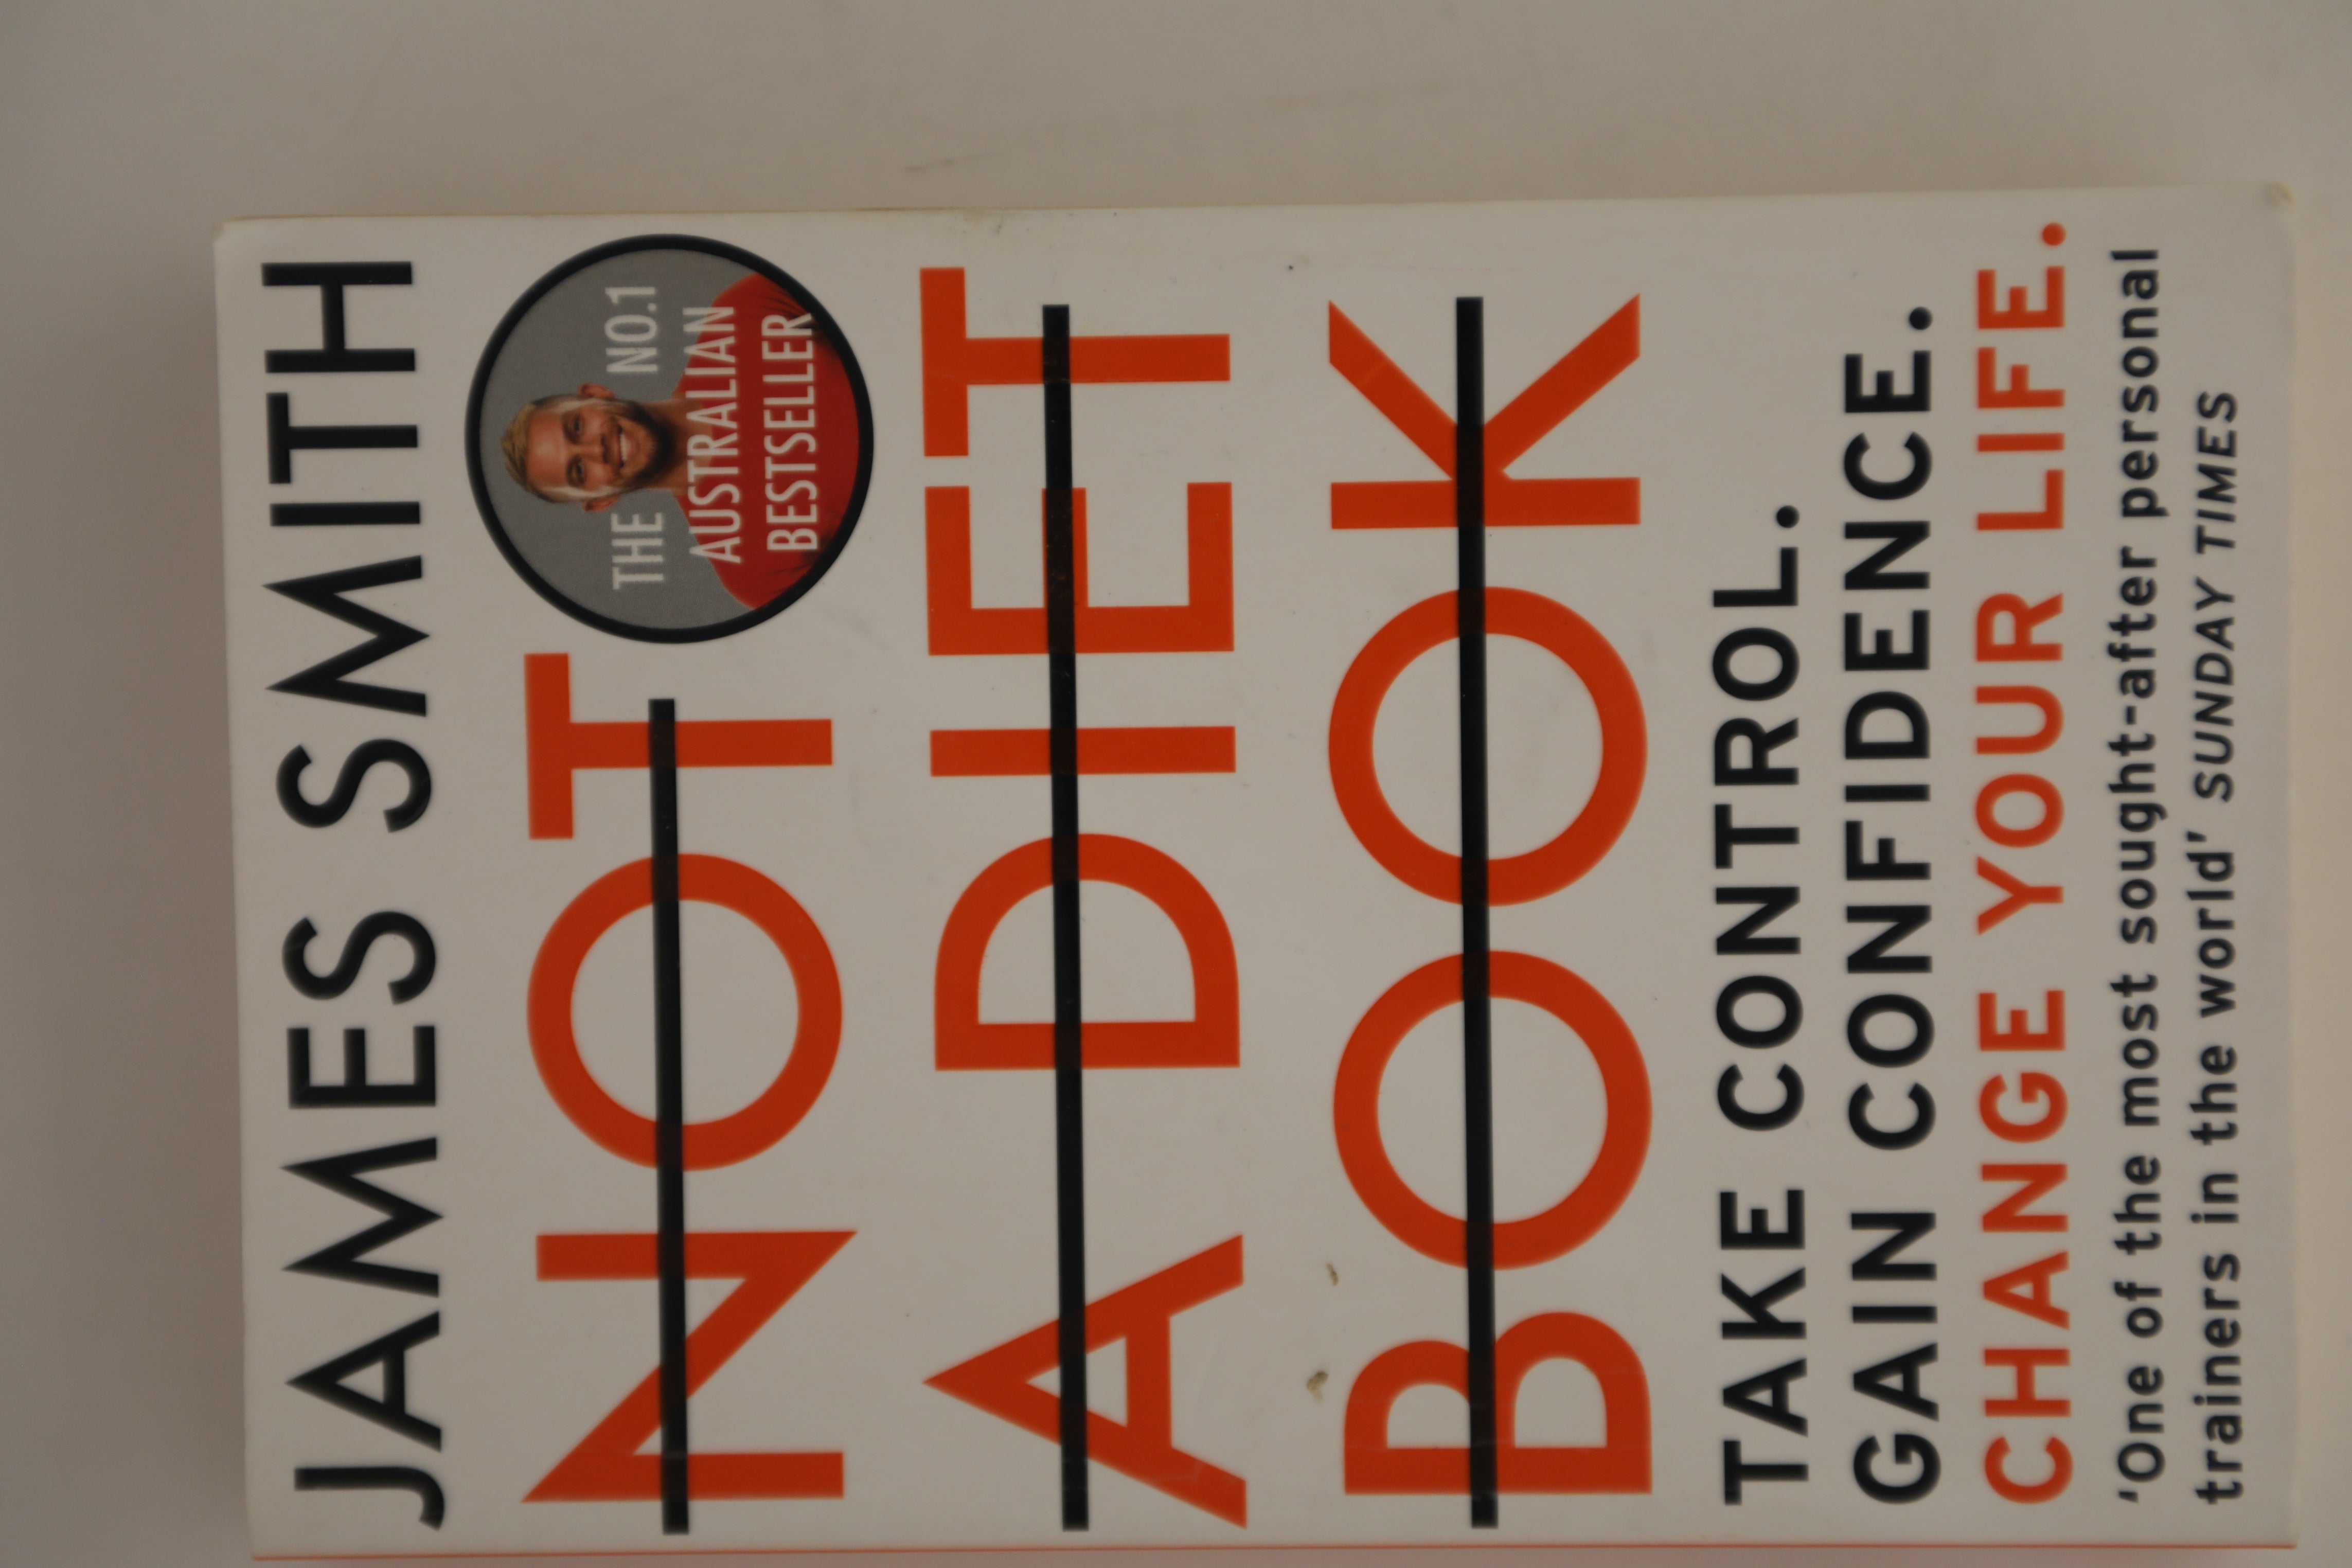 JAMES SMITH
NOT
THE NO.1
AUSTRALIAN
BESTSELLER
A DIET
BOOK
TAKE CONTROL.
GAIN CONFIDENCE.
CHANGE YOUR LIFE.
'One of the most sought-after personal
trainers in the world' SUNDAY TIMES